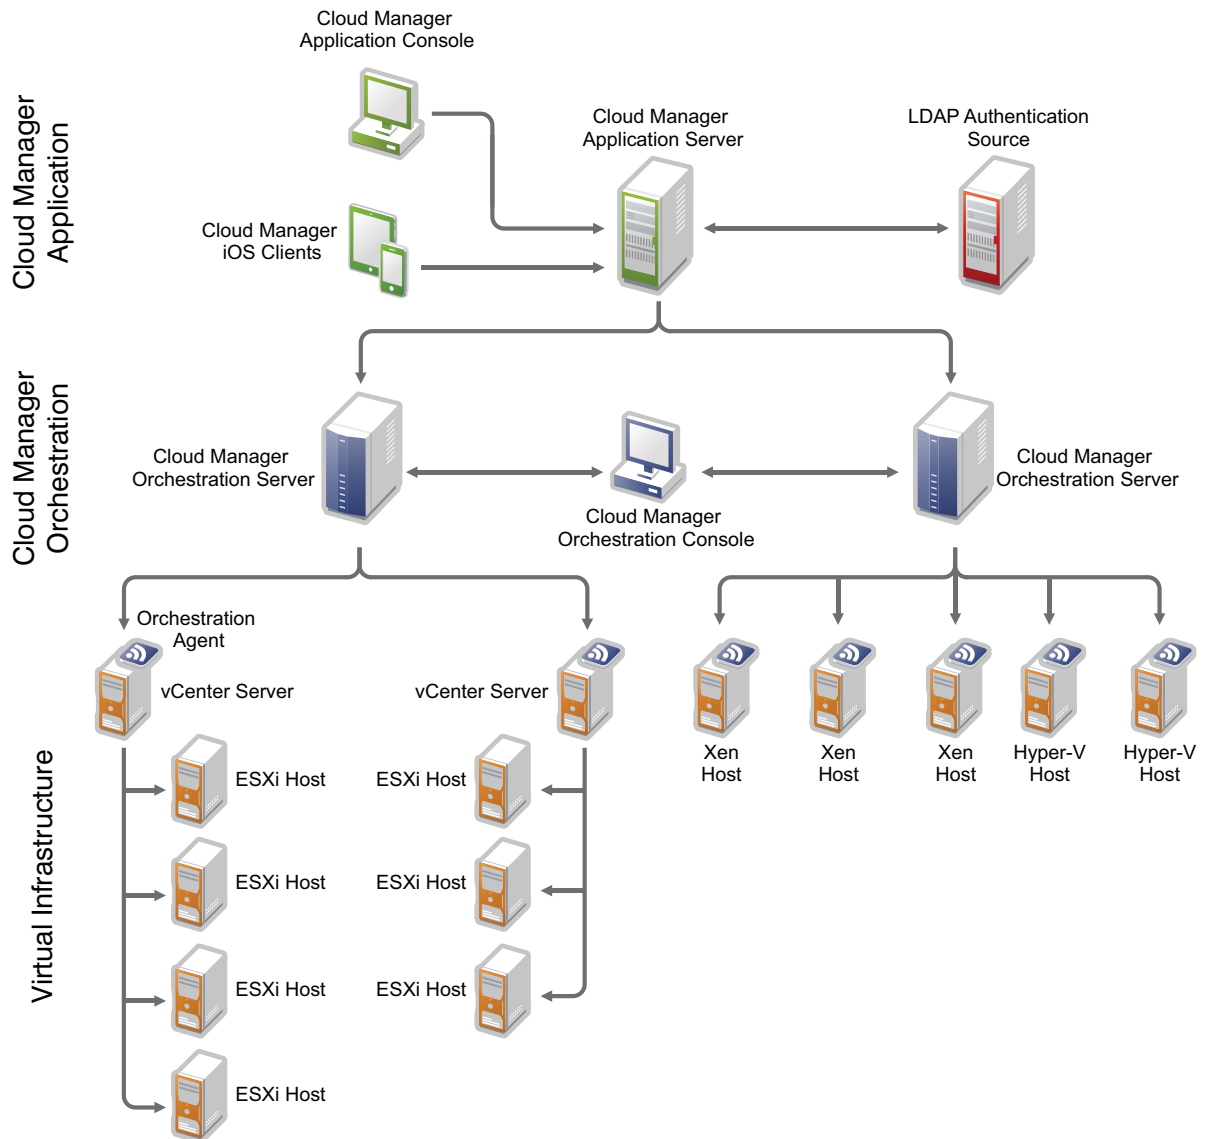 Cloud Manager
Application Console
Cloud Manager
Application Server
LDAP Authentication
Source
Cloud Manager
iOS Clients
Cloud Manager
Application
Cloud Manager
Orchestration Server
Cloud Manager
Orchestration Console
Cloud Manager
Orchestration Server
Cloud Manager
Orchestration
Orchestration
Agent
vCenter Server
vCenter Server
Xen
Host
Xen
Host
Xen
Host
Hyper-V
Host
Hyper-V
Host
ESXi Host
ESXi Host
ESXi Host
ESXi Host
ESXi Host
ESXi Host
ESXi Host
Virtual Infrastructure